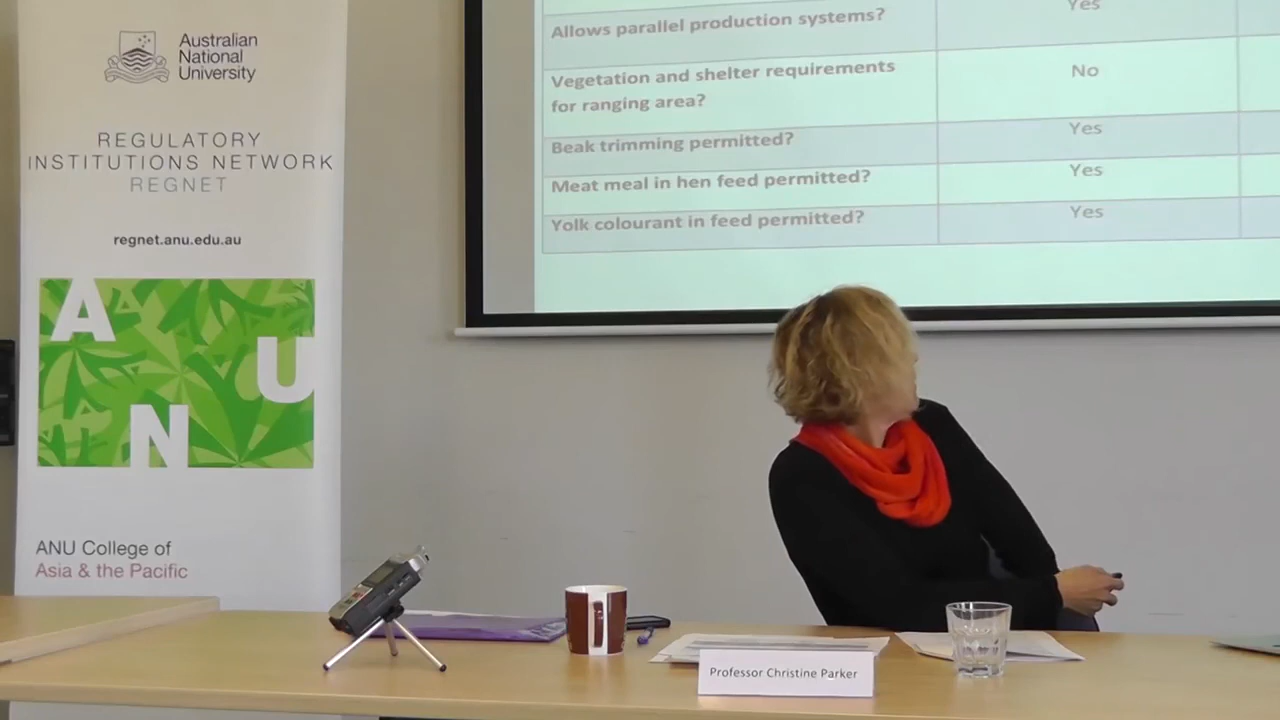 Australian
National
University
REGULATORY
INSTITUTIONS NETWORK
REGNET
regnet.anu.edu.au
A
U
N
ANU College of
Asia & the Pacific
Allows parallel production systems?
Yes
Vegetation and shelter requirements
for ranging area?
No
Beak trimming permitted?
Yes
Meat meal in hen feed permitted?
Yes
Yolk colourant in feed permitted?
Yes
Professor Christine Parker